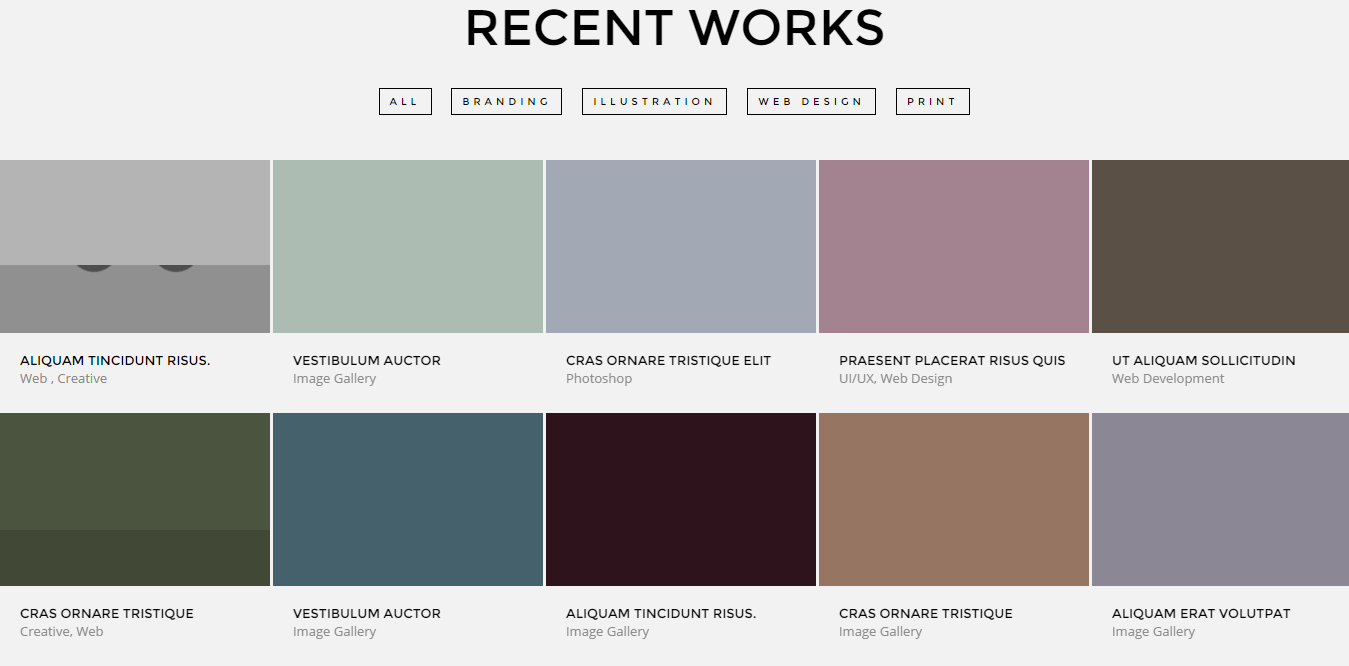 RECENT WORKS
ALL
BRANDING
ILLUSTRATION
WEB DESIGN
PRINT
ALIQUAM TINCIDUNT RISUS.
Web , Creative
VESTIBULUM AUCTOR
Image Gallery
CRAS ORNARE TRISTIQUE ELIT
Photoshop
PRAESENT PLACERAT RISUS QUIS
UI/UX, Web Design
UT ALIQUAM SOLLICITUDIN
Web Development
CRAS ORNARE TRISTIQUE
Creative, Web
VESTIBULUM AUCTOR
Image Gallery
ALIQUAM TINCIDUNT RISUS.
Image Gallery
CRAS ORNARE TRISTIQUE
Image Gallery
ALIQUAM ERAT VOLUTPAT
Image Gallery